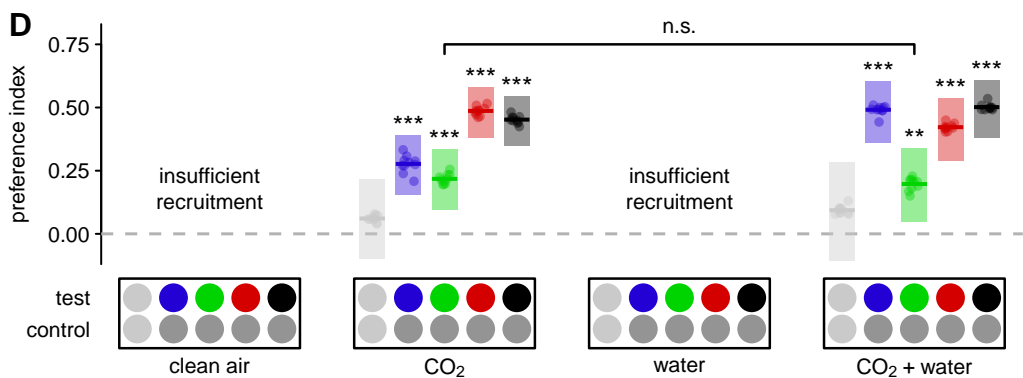 D
n.s.
preference index
0.75
0.50
0.25
0.00
*** *** *** ***
*** ** *** ***
insufficient
recruitment
insufficient
recruitment
test
control
clean air
CO₂
water
CO₂ + water